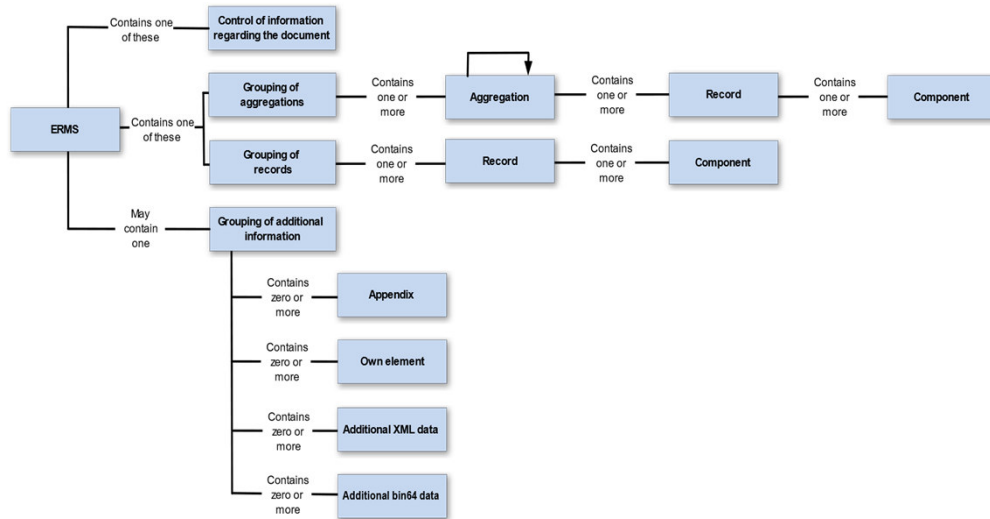 Contains one
of these
Control of information
regarding the document
ERMS
Contains one
of these
Grouping of
aggregations
Contains
one or
more
Aggregation
Contains
one or
more
Record
Contains
one or
more
Component
Grouping of
records
Contains
one or
more
Record
Contains
one or
more
Component
May
contain
one
Grouping of additional
information
Contains
zero or
more
Appendix
Contains
zero or
more
Own element
Contains
zero or
more
Additional XML data
Contains
zero or
more
Additional bin64 data